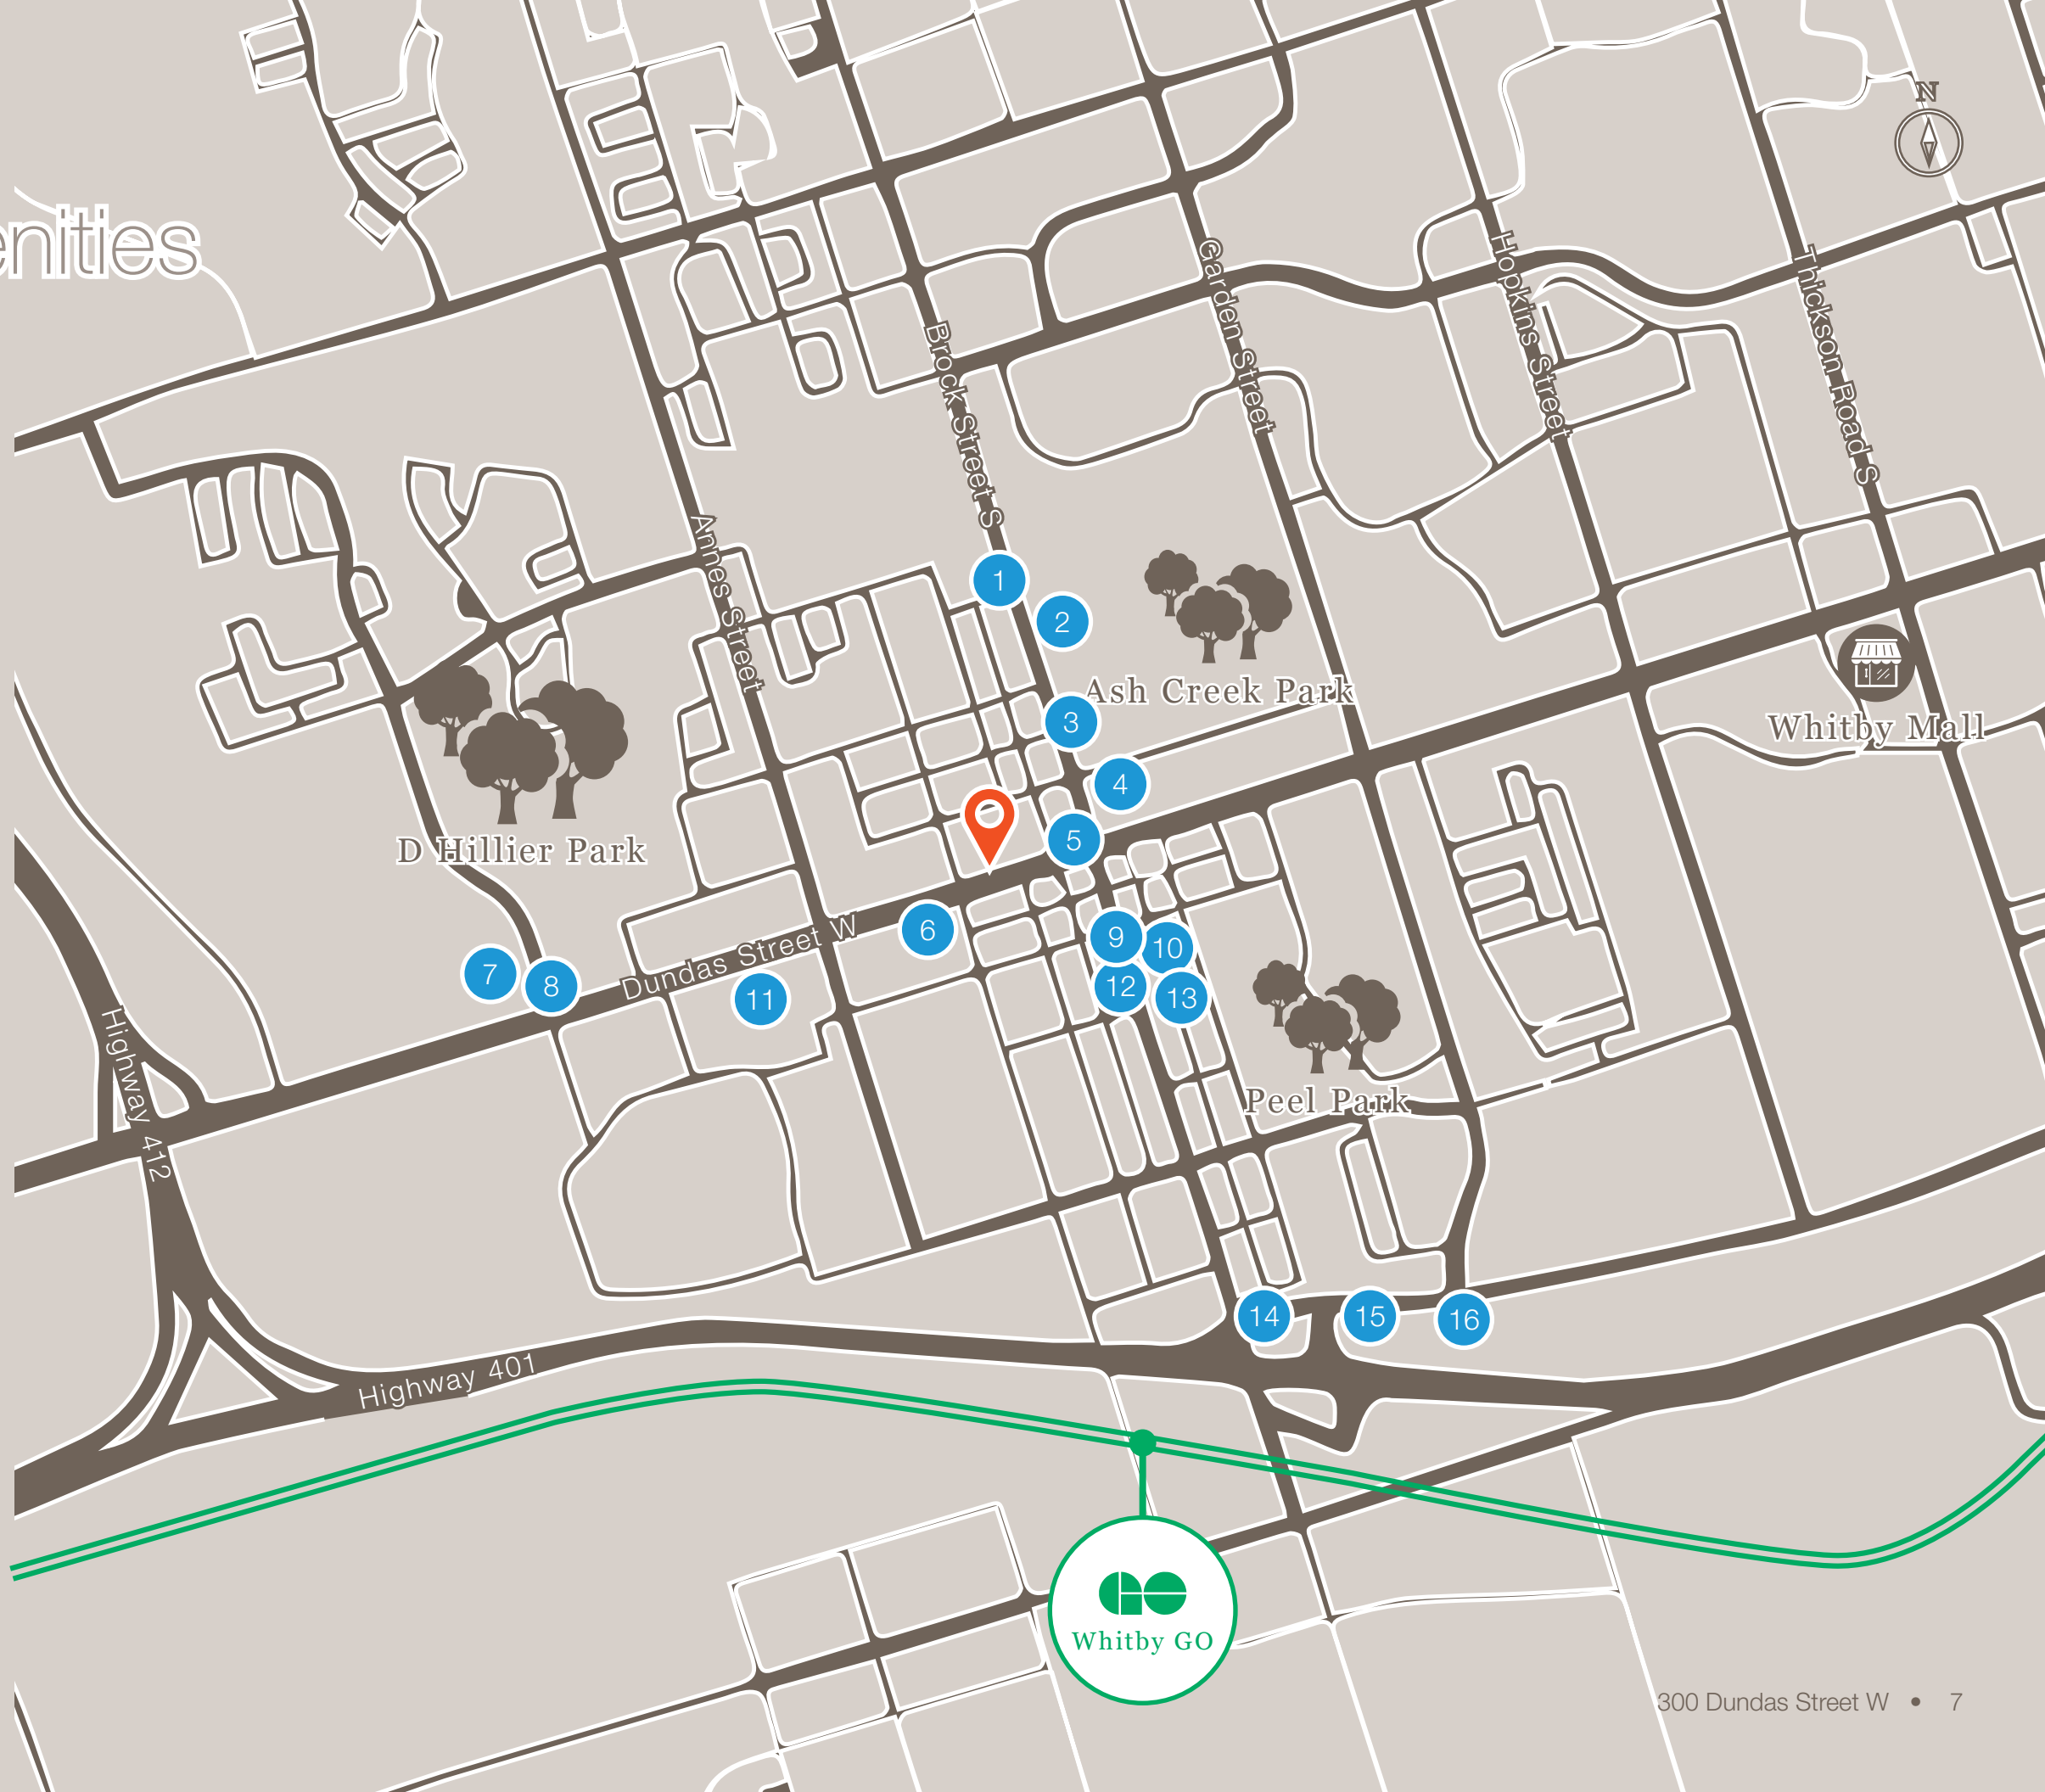 N
enities
Garden Street
Hopkins Street
Thickson Road S
Brock Street S
Annes Street
1
2
Ash Creek Park
3
Whitby Mall
4
5
D Hillier Park
6
Dundas Street W
7
8
9
10
11
12
13
Highway 412
Peel Park
14
15
16
Highway 401
GO
Whitby GO
300 Dundas Street W • 7